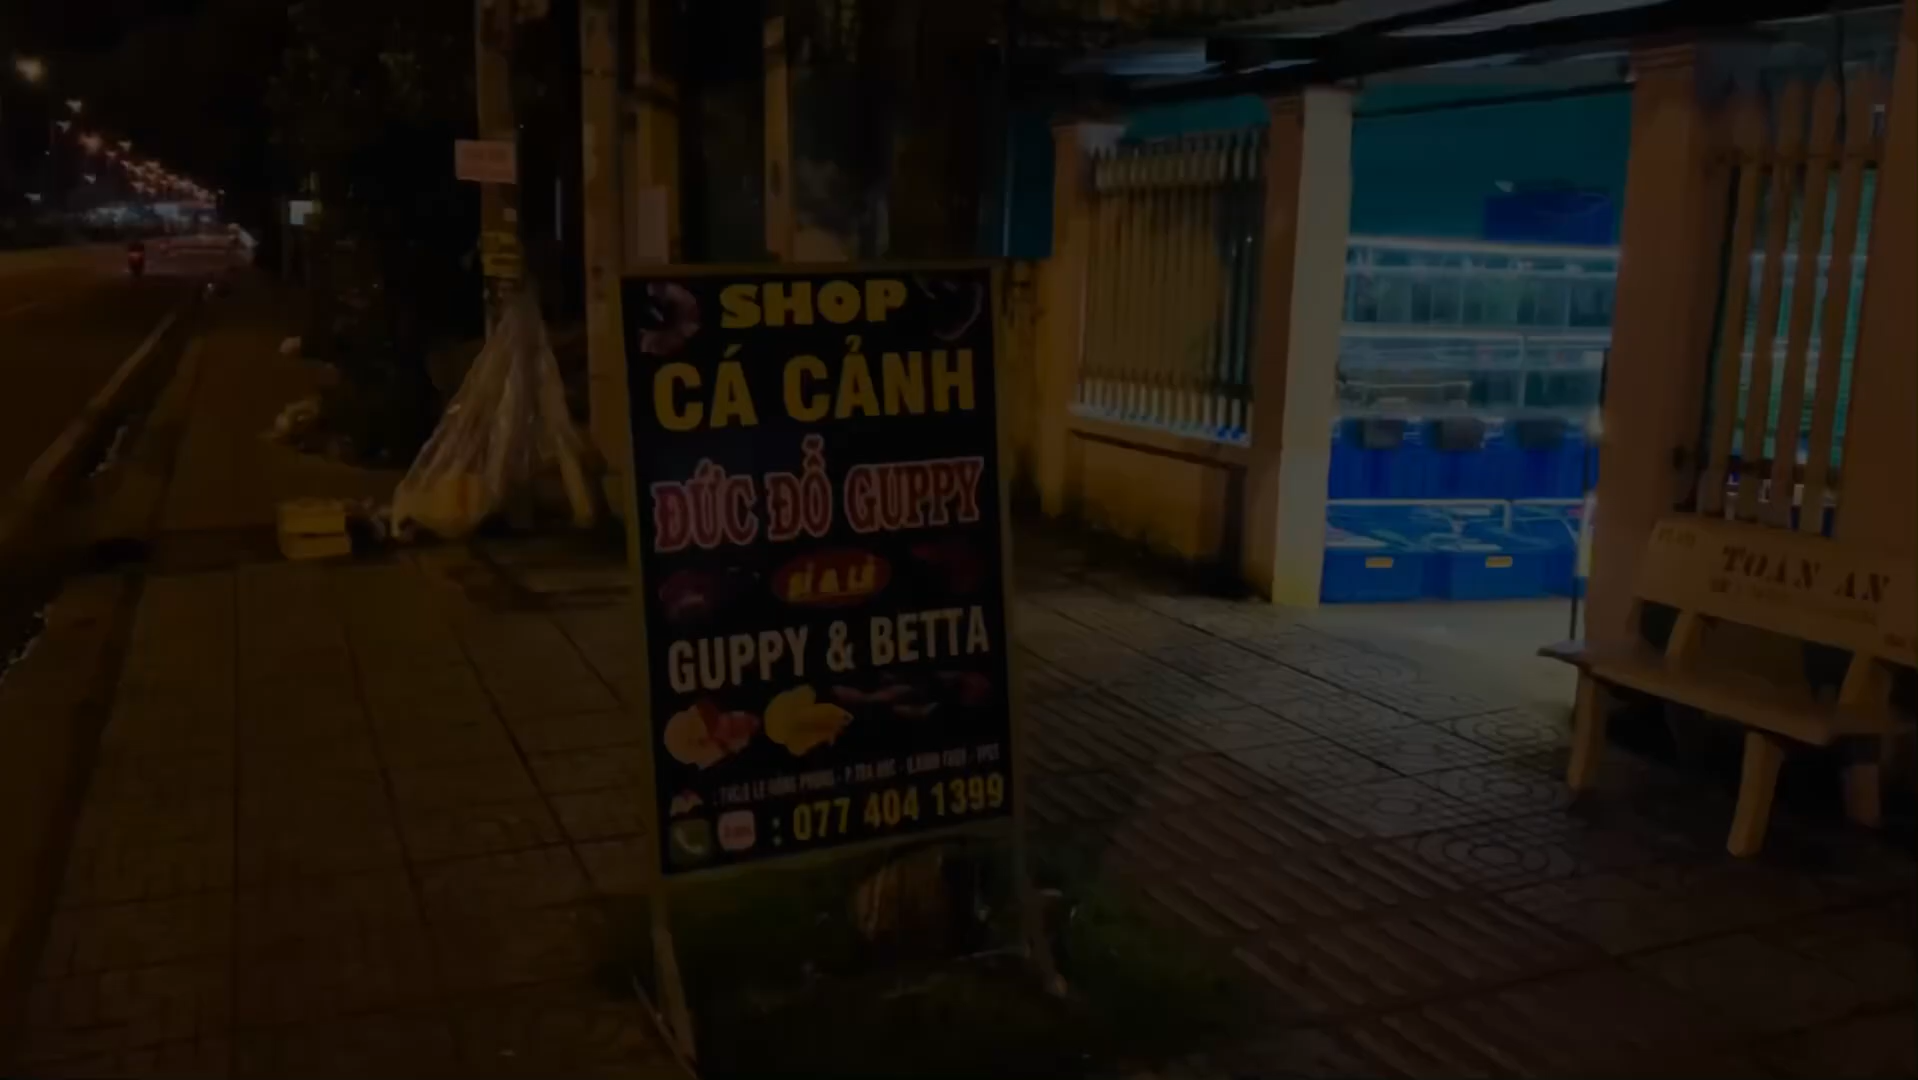 SHOP
CÁ CẢNH
ĐỨC ĐỖ GUPPY
GUPPY & BETTA
: 077 404 1399
TOAN AN